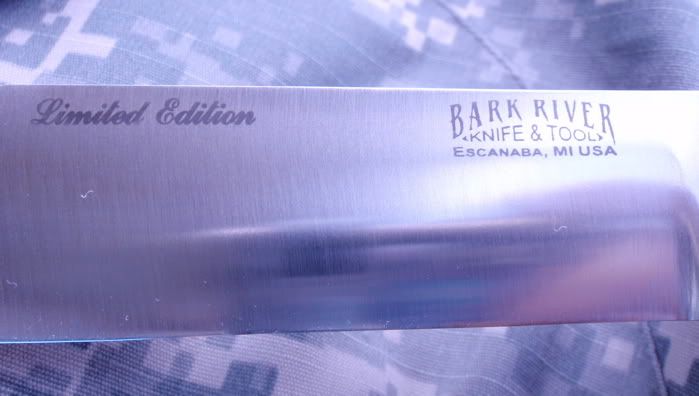 Limited Edition
BARK RIVER
KNIFE & TOOL
ESCANABA, MI USA